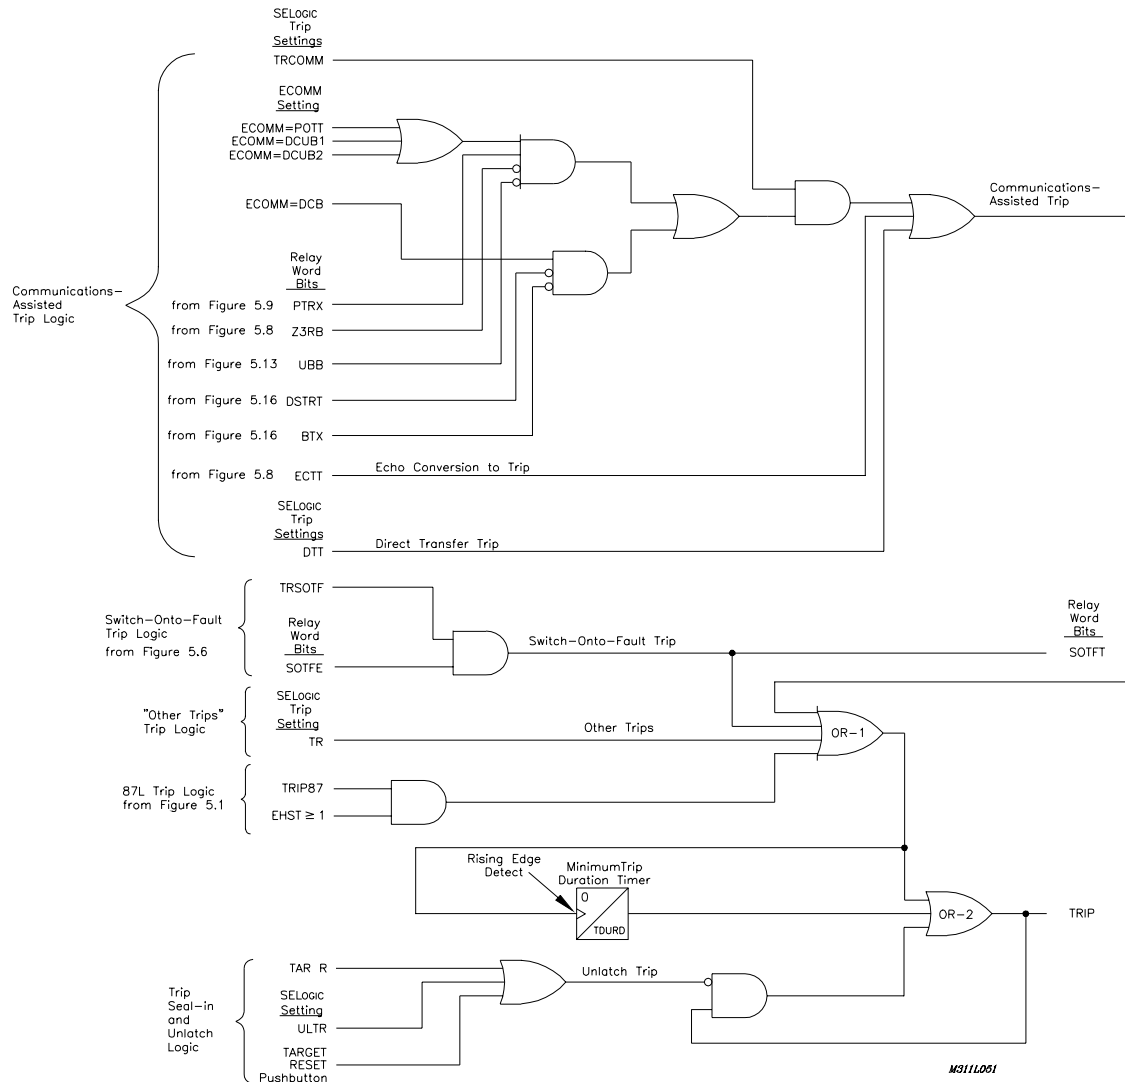 SELOGIC
Trip
Settings
TRCOMM
ECOMM
Setting
ECOMM=POTT
ECOMM=DCUB1
ECOMM=DCUB2
ECOMM=DCB
Communications-
Assisted Trip
Relay
Word
Bits
Communications-
Assisted
Trip Logic
from Figure 5.9 PTRX
from Figure 5.8 Z3RB
from Figure 5.13 UBB
from Figure 5.16 DSTRT
from Figure 5.16 BTX
from Figure 5.8 ECTT
Echo Conversion to Trip
SELOGIC
Trip
Settings
DTT
Direct Transfer Trip
TRSOTF
Switch-Onto-Fault
Trip Logic
from Figure 5.6
Relay
Word
Bits
SOTFE
Switch-Onto-Fault Trip
Relay
Word
Bits
SOTFT
"Other Trips"
Trip Logic
SELOGIC
Trip
Setting
TR
Other Trips
OR-1
87L Trip Logic
from Figure 5.1
TRIP87
EHST ≥ 1
Rising Edge
Detect
MinimumTrip
Duration Timer
0
TDURD
OR-2
TRIP
Trip
Seal-in
and
Unlatch
Logic
TAR R
SELOGIC
Setting
ULTR
TARGET
RESET
Pushbutton
Unlatch Trip
M311L061